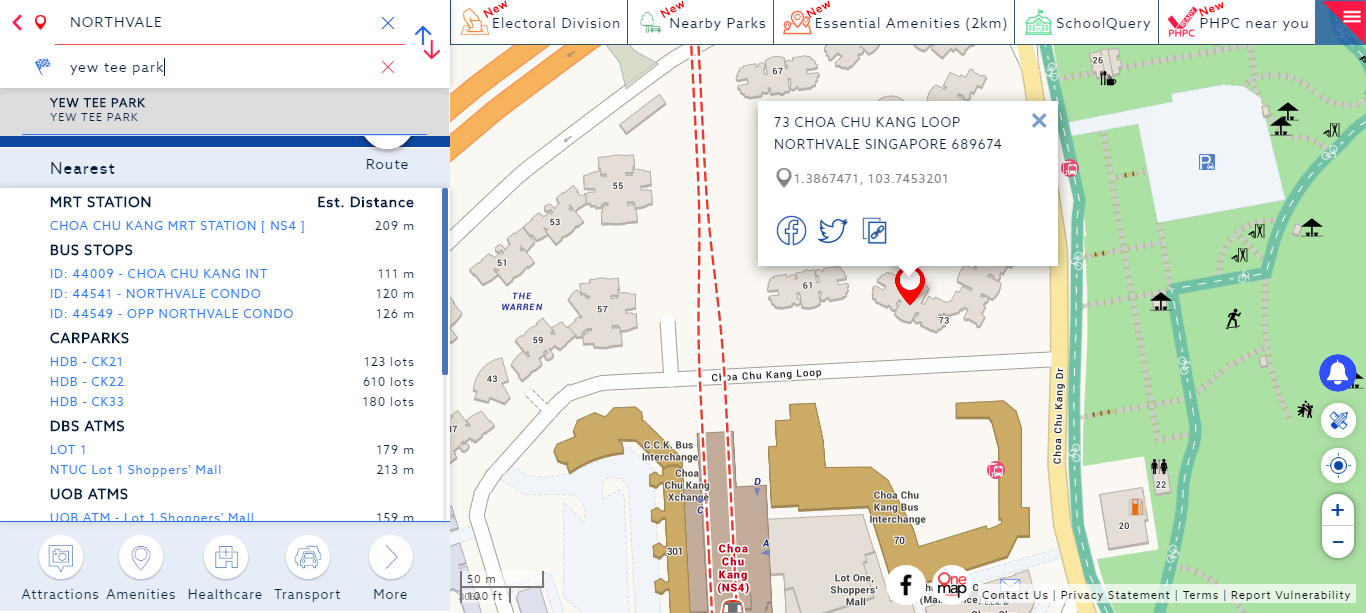 NORTHVALE
yew tee park
YEW TEE PARK
YEW TEE PARK
Nearest
Route
MRT STATION Est. Distance
CHOA CHU KANG MRT STATION [ NS4 ] 209 m
BUS STOPS
ID: 44009 - CHOA CHU KANG INT 111 m
ID: 44541 - NORTHVALE CONDO 120 m
ID: 44549 - OPP NORTHVALE CONDO 126 m
CARPARKS
HDB - CK21 123 lots
HDB - CK22 610 lots
HDB - CK33 180 lots
DBS ATMS
LOT 1 179 m
NTUC Lot 1 Shoppers' Mall 213 m
UOB ATMS
UOB ATM - Lot 1 Shoppers' Mall 159 m
Attractions Amenities Healthcare Transport More
New Electoral Division
New Nearby Parks
New Essential Amenities (2km)
SchoolQuery
New READY PHPC PHPC near you
73 CHOA CHU KANG LOOP
NORTHVALE SINGAPORE 689674
1.3867471, 103.7453201
67
26
55
53
51
THE
WARREN
57
59
43
37
61
73
Choa Chu Kang Loop
Choa Chu Kang Dr
C.C.K. Bus
Interchange
Choa
Chu Kang
Xchange
C
D
A
301
Choa
Chu
Kang
(NS4)
Choa Chu
Kang Bus
Interchange
70
Lot One,
Shoppers'
Mall
22
20
P
+
−
50 m
100 ft
f
One
map
Contact Us | Privacy Statement | Terms | Report Vulnerability